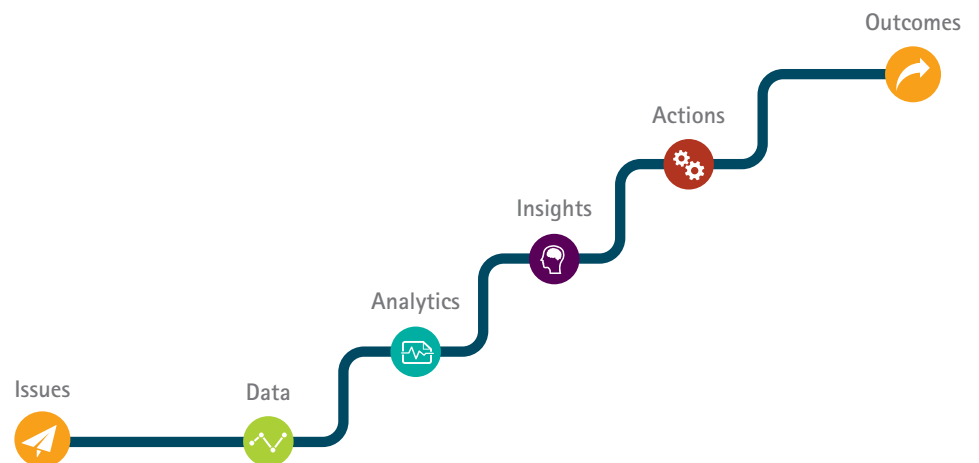 Outcomes
Actions
Insights
Analytics
Issues
Data